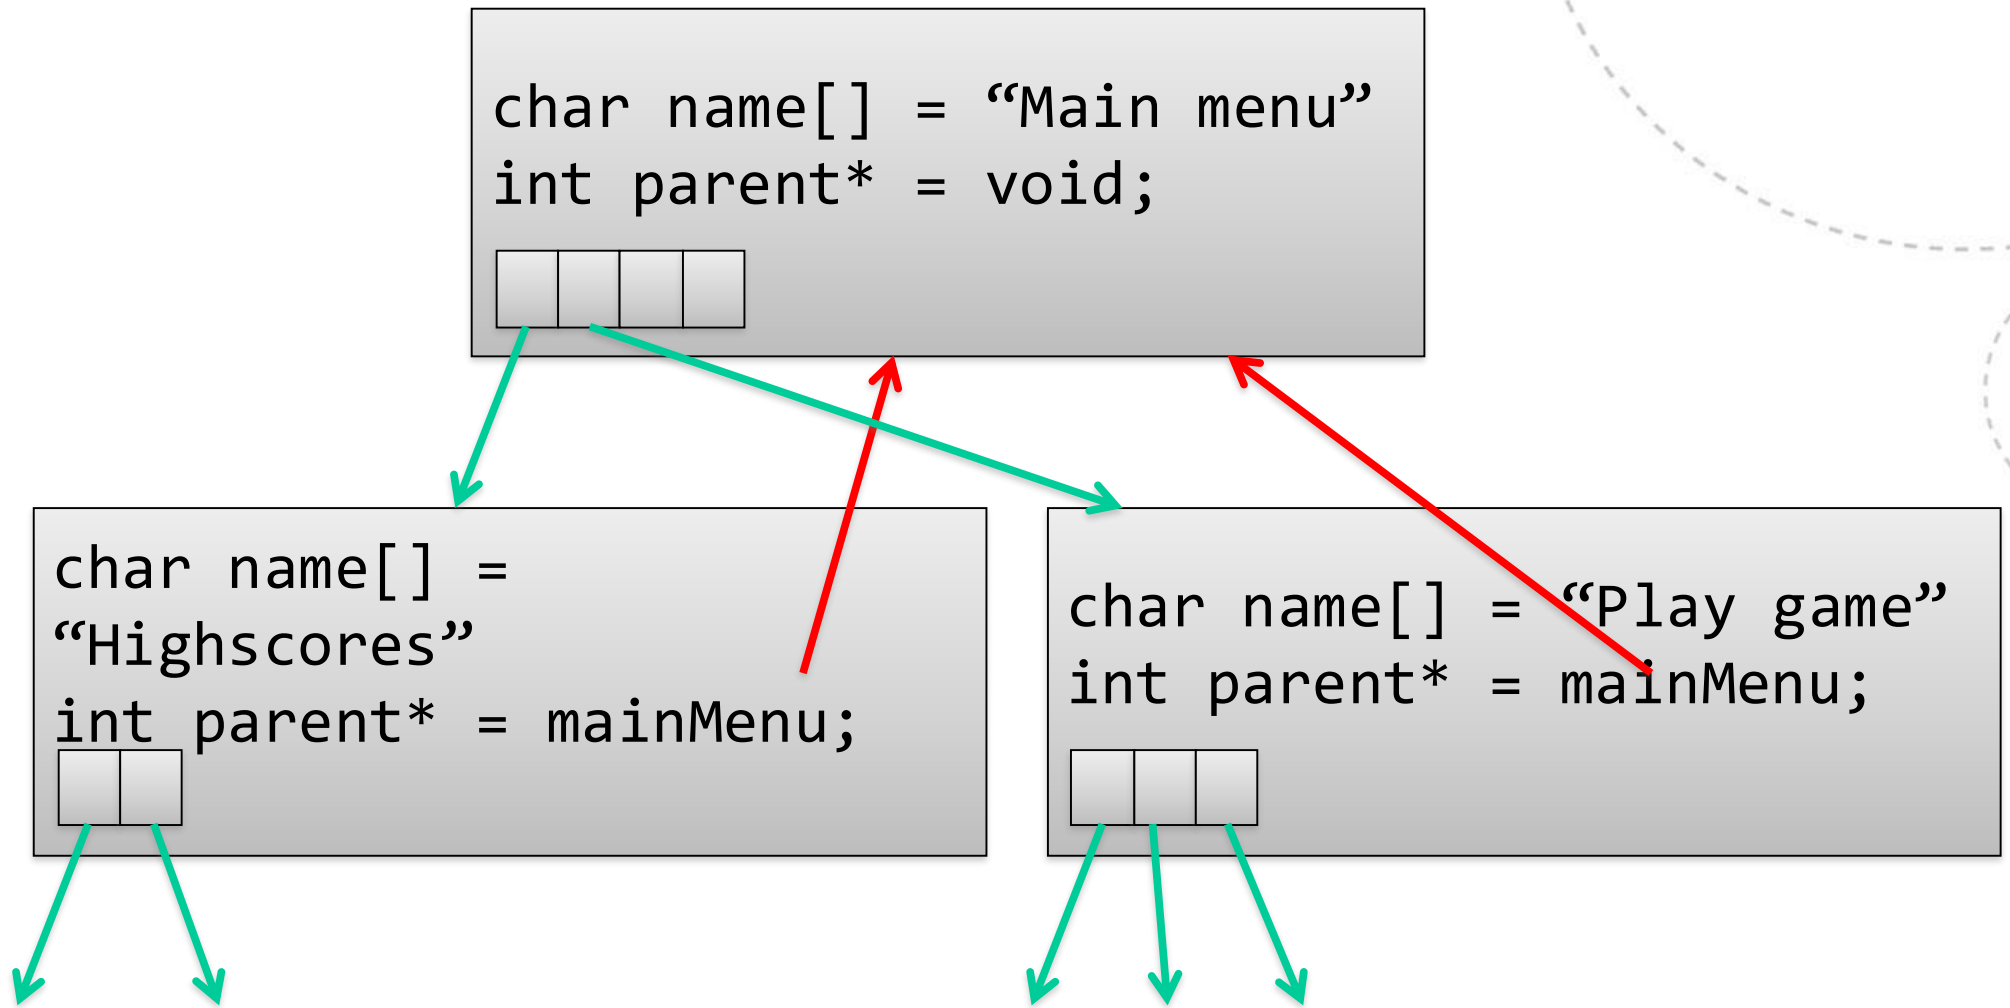 char name[] = “Main menu”
int parent* = void;
char name[] =
“Highscores”
int parent* = mainMenu;
char name[] = “Play game”
int parent* = mainMenu;